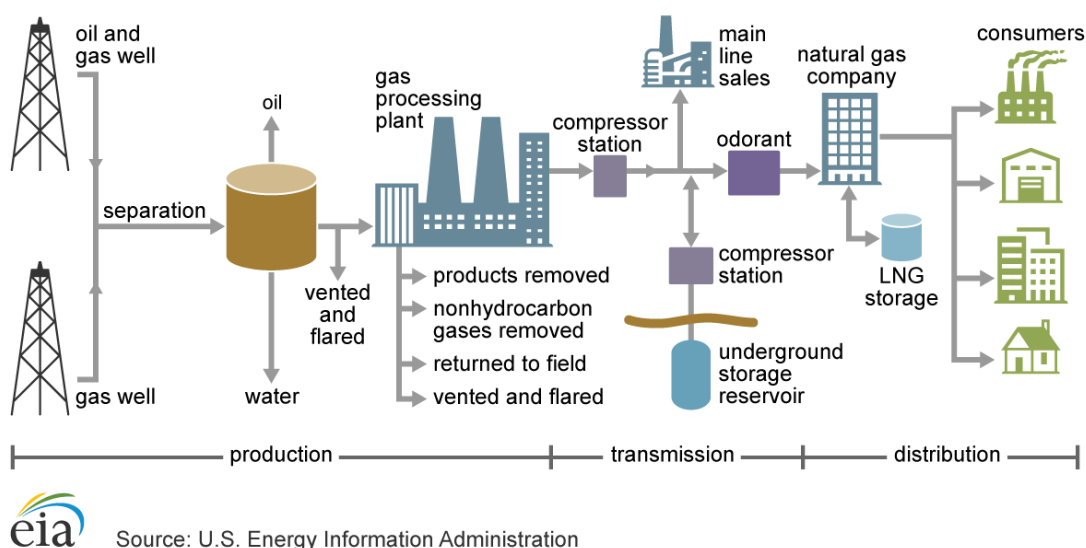 oil and
gas well
oil
separation
gas well
water
vented
and
flared
gas
processing
plant
products removed
nonhydrocarbon
gases removed
returned to field
vented and flared
compressor
station
main
line
sales
odorant
compressor
station
underground
storage
reservoir
natural gas
company
LNG
storage
consumers
production
transmission
distribution
eia
Source: U.S. Energy Information Administration